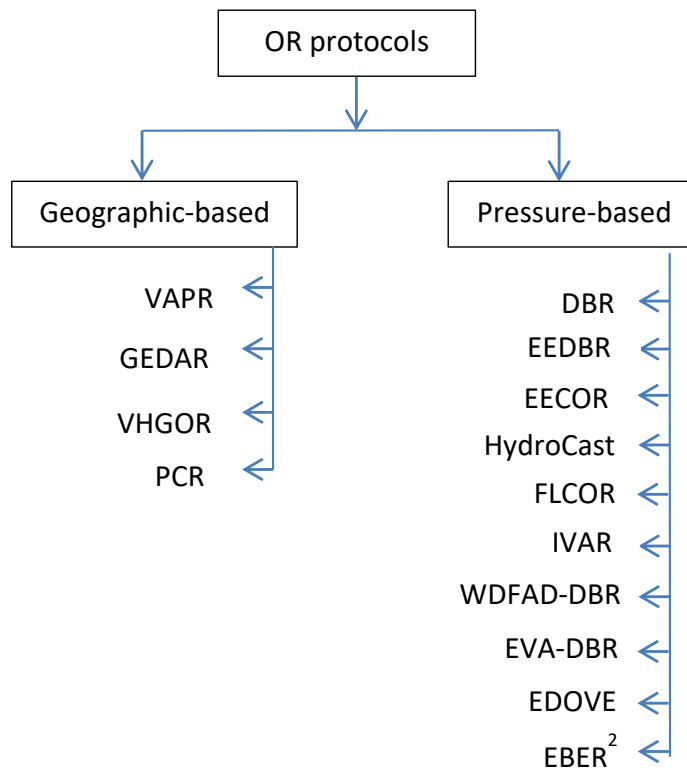 OR protocols
Geographic-based
Pressure-based
VAPR
GEDAR
VHGOR
PCR
DBR
EEDBR
EECOR
HydroCast
FLCOR
IVAR
WDFAD-DBR
EVA-DBR
EDOVE
EBER²